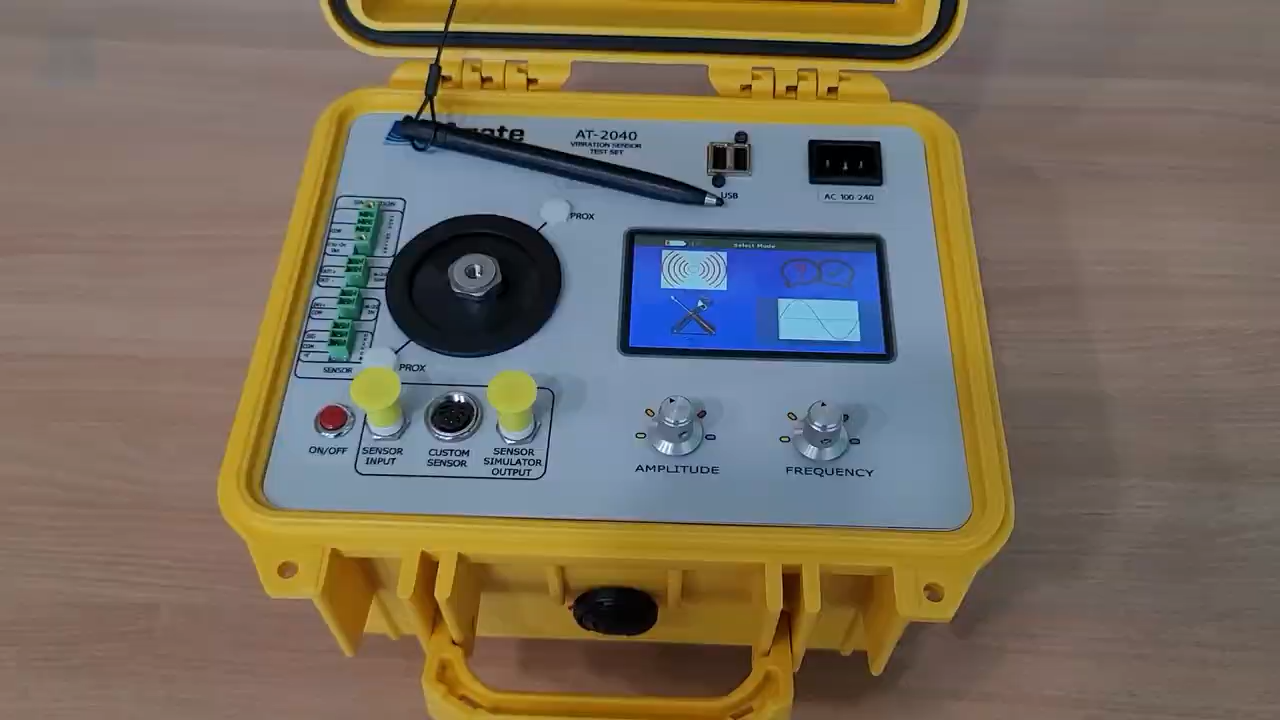 AT-2040
VIBRATION SENSOR
TEST SET
USB
AC 100-240
PROX
Select Mode
PROX
SENSOR
ON/OFF
SENSOR
INPUT
CUSTOM
SENSOR
SENSOR
SIMULATOR
OUTPUT
AMPLITUDE
FREQUENCY